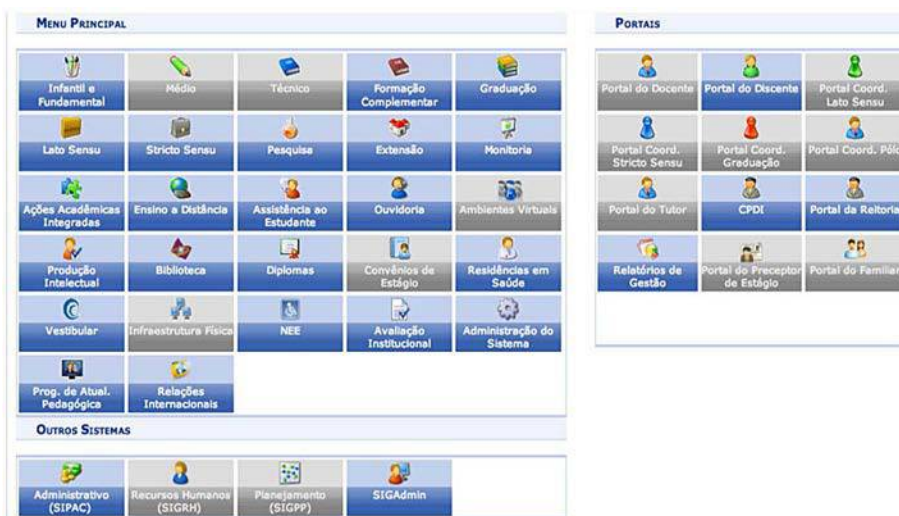 MENU PRINCIPAL
Infantil e
Fundamental
Médio
Técnico
Formação
Complementar
Graduação
Lato Sensu
Stricto Sensu
Pesquisa
Extensão
Monitoria
Ações Acadêmicas
Integradas
Ensino a Distância
Assistência ao
Estudante
Ouvidoria
Ambientes Virtuais
Produção
Intelectual
Biblioteca
Diplomas
Convênios de
Estágio
Residências em
Saúde
Vestibular
Infraestrutura Física
NEE
Avaliação
Institucional
Administração do
Sistema
Prog. de Atual.
Pedagógica
Relações
Internacionais
OUTROS SISTEMAS
Administrativo
(SIPAC)
Recursos Humanos
(SIGRH)
Planejamento
(SIGPP)
SIGAdmin
PORTAIS
Portal do Docente
Portal do Discente
Portal Coord.
Lato Sensu
Portal Coord.
Stricto Sensu
Portal Coord.
Graduação
Portal Coord. Pólo
Portal do Tutor
CPDI
Portal da Reitoria
Relatórios de
Gestão
Portal do Preceptor
de Estágio
Portal do Familiar